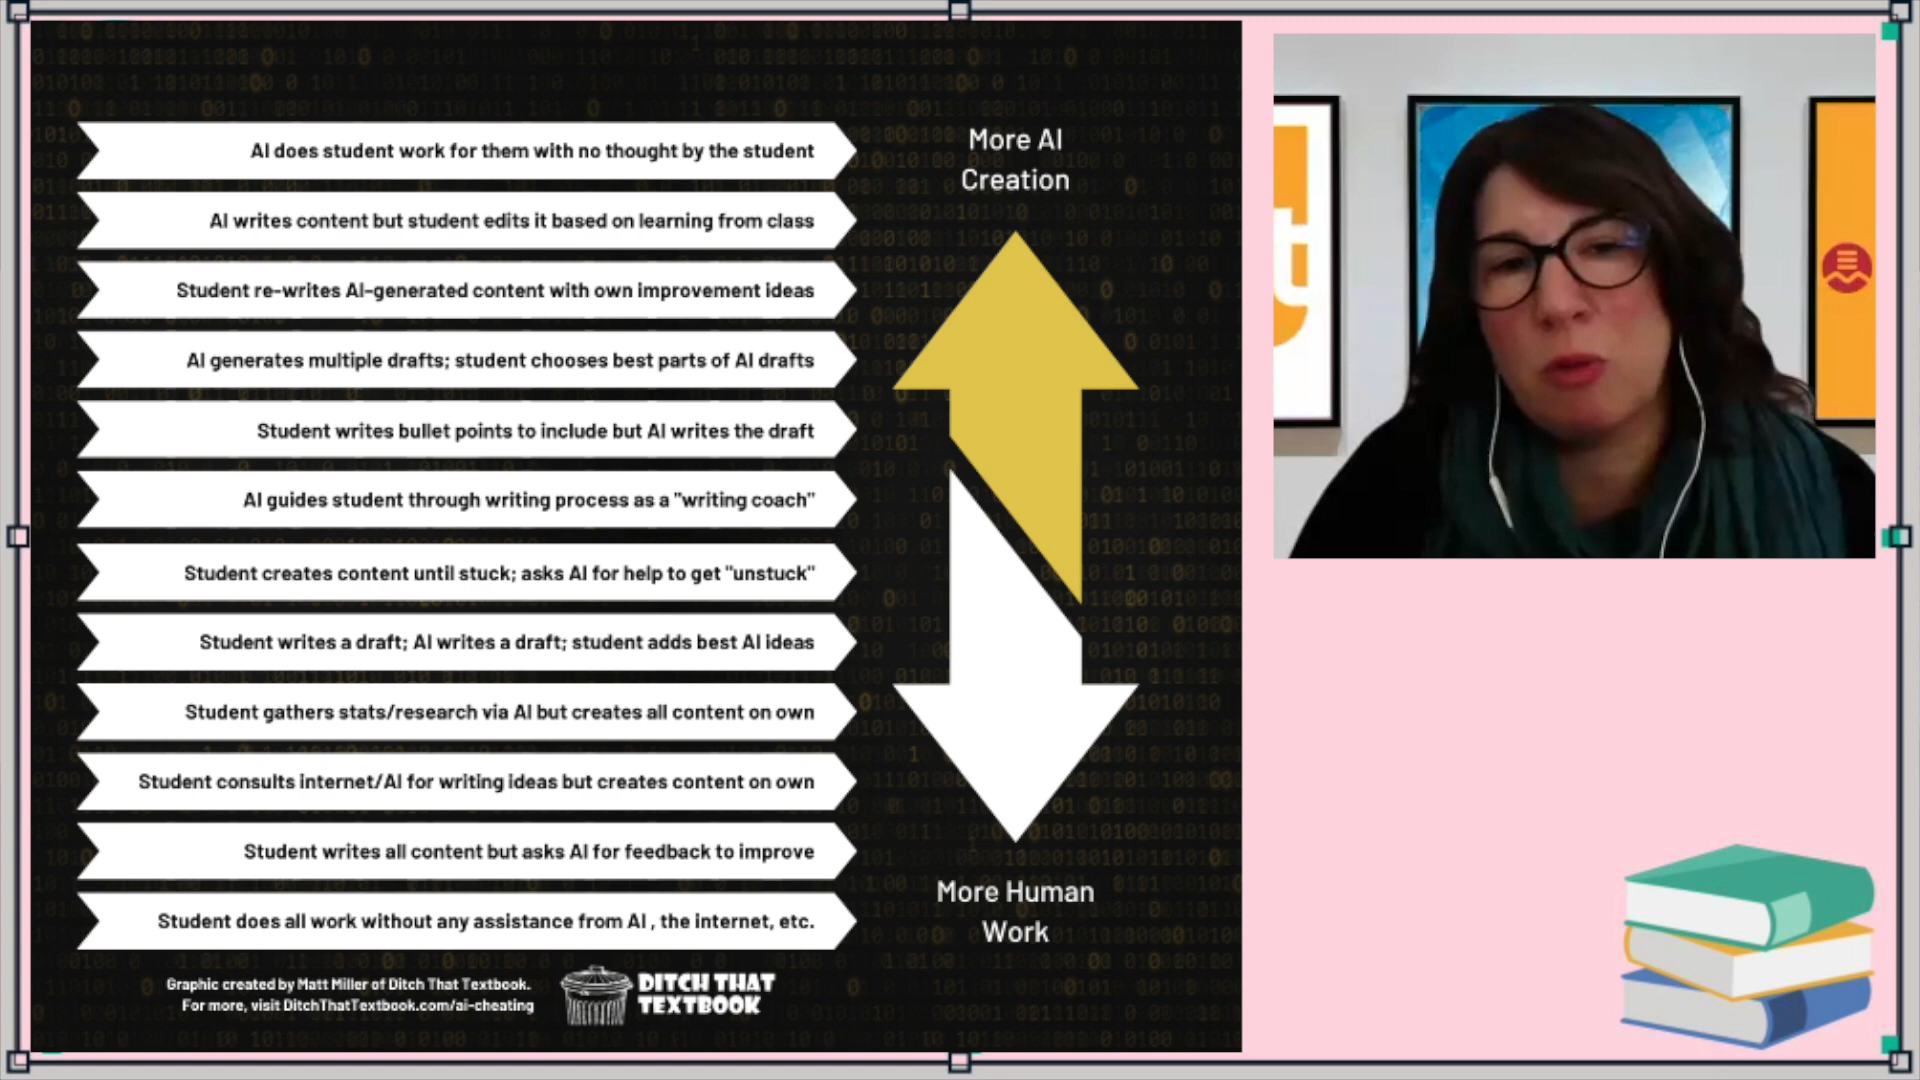 AI does student work for them with no thought by the student
AI writes content but student edits it based on learning from class
Student re-writes AI-generated content with own improvement ideas
AI generates multiple drafts; student chooses best parts of AI drafts
Student writes bullet points to include but AI writes the draft
AI guides student through writing process as a "writing coach"
Student creates content until stuck; asks AI for help to get "unstuck"
Student writes a draft; AI writes a draft; student adds best AI ideas
Student gathers stats/research via AI but creates all content on own
Student consults internet/AI for writing ideas but creates content on own
Student writes all content but asks AI for feedback to improve
Student does all work without any assistance from AI , the internet, etc.
More AI
Creation
More Human
Work
Graphic created by Matt Miller of Ditch That Textbook.
For more, visit DitchThatTextbook.com/ai-cheating
DITCH THAT
TEXTBOOK